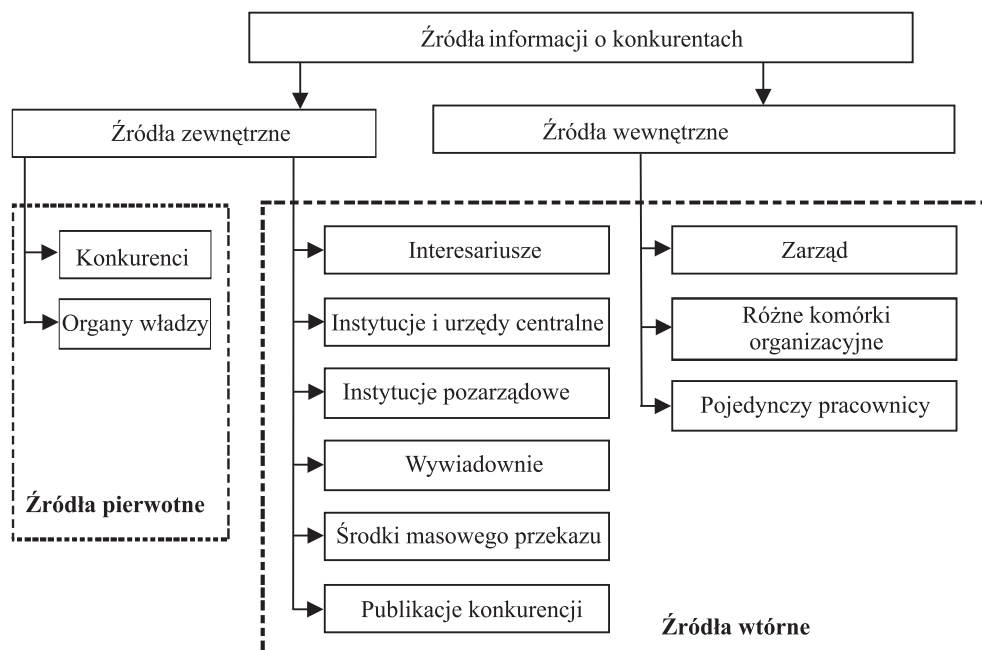 Źródła informacji o konkurentach
Źródła zewnętrzne
Źródła wewnętrzne
Konkurenci
Organy władzy
Źródła pierwotne
Interesariusze
Instytucje i urzędy centralne
Instytucje pozarządowe
Wywiadownie
Środki masowego przekazu
Publikacje konkurencji
Zarząd
Różne komórki
organizacyjne
Pojedynczy pracownicy
Źródła wtórne